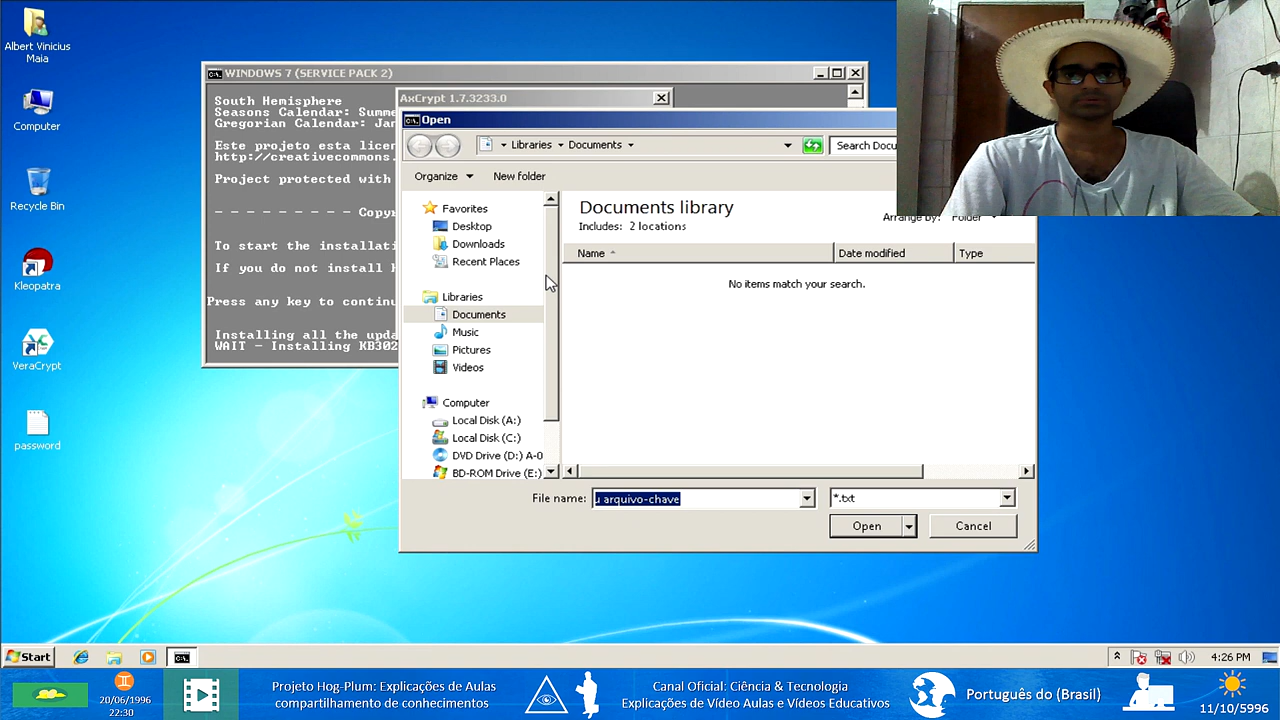 Albert Vinicius
Maia
Computer
Recycle Bin
Kleopatra
VeraCrypt
password
WINDOWS 7 (SERVICE PACK 2)
South Hemisphere
Seasons Calendar: Summe
Gregorian Calendar: Jan
Este projeto esta licen
http://creativecommons.
Project protected with
- - - - - - - - - Copyr
To start the installati
If you do not install
Press any key to continu
Installing all the upda
WAIT - Installing KB302
AxCrypt 1.7.3233.0
Open
Libraries Documents
Search Docu
Organize New folder
Favorites
Desktop
Downloads
Recent Places
Libraries
Documents
Music
Pictures
Videos
Computer
Local Disk (A:)
Local Disk (C:)
DVD Drive (D:) A-0
BD-ROM Drive (E:)
Documents library
Includes: 2 locations
Arrange by: Folder
Name Date modified Type
No items match your search.
File name: u arquivo-chave *.txt
Open Cancel
Start
4:26 PM
20/06/1996
22:30
Projeto Hog-Plum: Explicações de Aulas
compartilhamento de conhecimentos
Canal Oficial: Ciência & Tecnologia
Explicações de Vídeo Aulas e Vídeos Educativos
Português do (Brasil)
11/10/5996